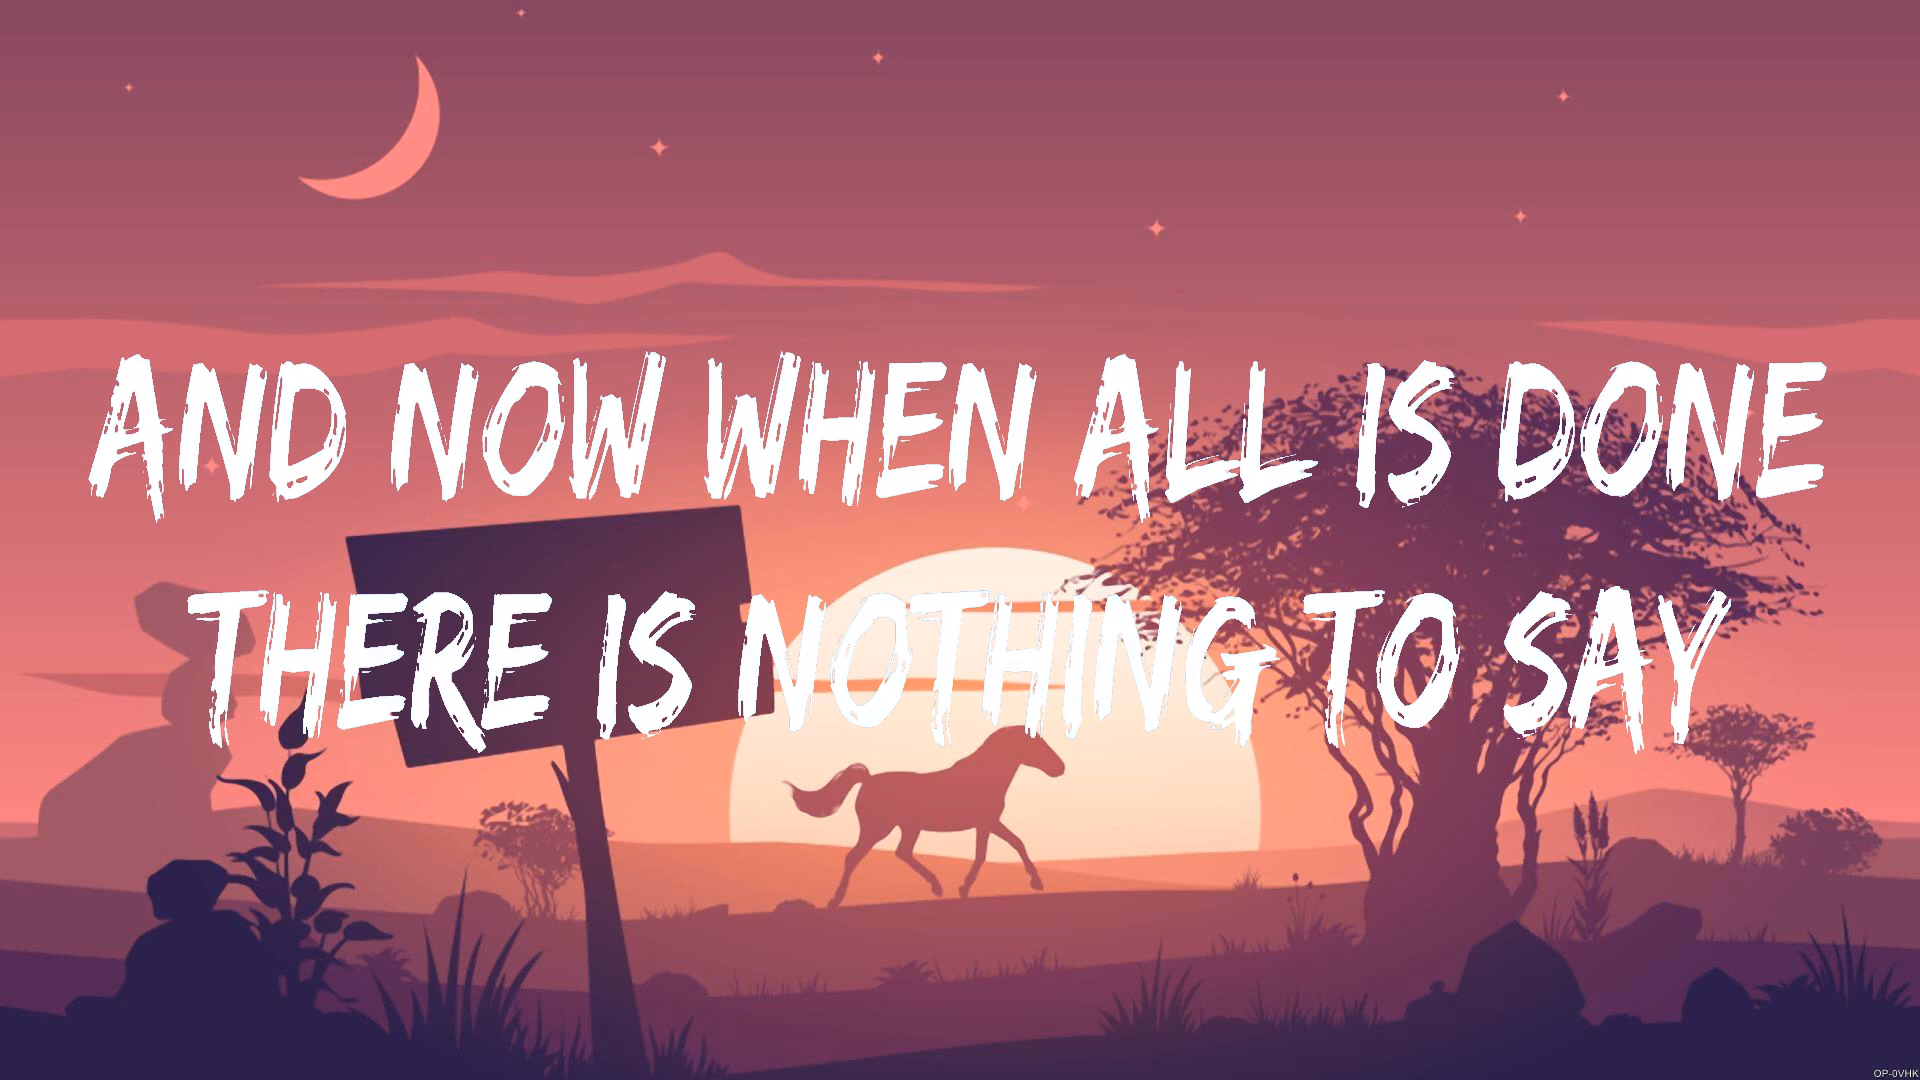 AND NOW WHEN ALL IS DONE
THERE IS NOTHING TO SAY
OP-0VHK